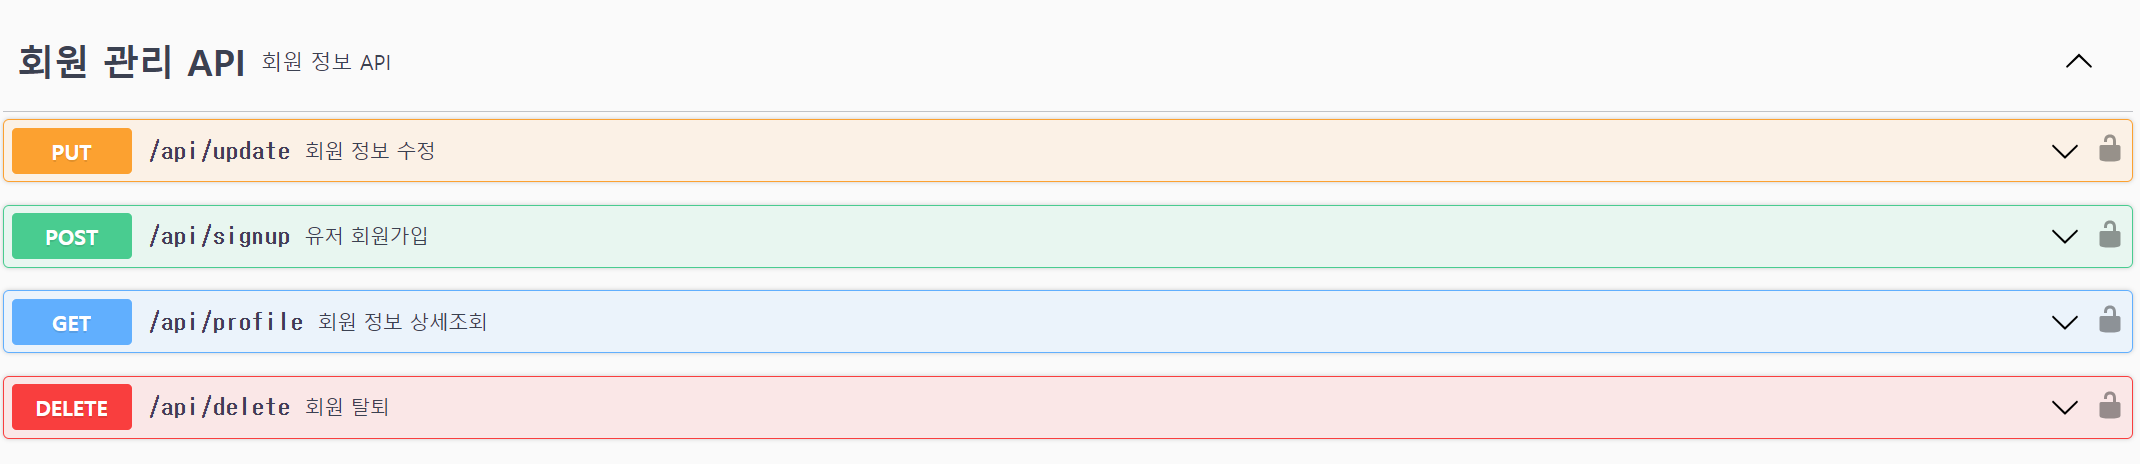 회원 관리 API 회원 정보 API
PUT /api/update 회원 정보 수정
POST /api/signup 유저 회원가입
GET /api/profile 회원 정보 상세조회
DELETE /api/delete 회원 탈퇴